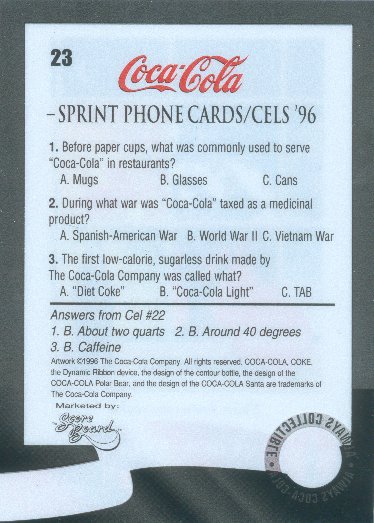 23
Coca-Cola
– SPRINT PHONE CARDS/CELS '96
1. Before paper cups, what was commonly used to serve
"Coca-Cola" in restaurants?
A. Mugs B. Glasses C. Cans
2. During what war was "Coca-Cola" taxed as a medicinal
product?
A. Spanish-American War B. World War II C. Vietnam War
3. The first low-calorie, sugarless drink made by
The Coca-Cola Company was called what?
A. "Diet Coke" B. "Coca-Cola Light" C. TAB
Answers from Cel #22
1. B. About two quarts 2. B. Around 40 degrees
3. B. Caffeine
Artwork ©1996 The Coca-Cola Company. All rights reserved. COCA-COLA, COKE,
the Dynamic Ribbon device, the design of the contour bottle, the design of the
COCA-COLA Polar Bear, and the design of the COCA-COLA Santa are trademarks of
The Coca-Cola Company.
Marketed by:
Score
Board
ALWAYS COLLECTIBLE • ALWAYS COCA-COLA •